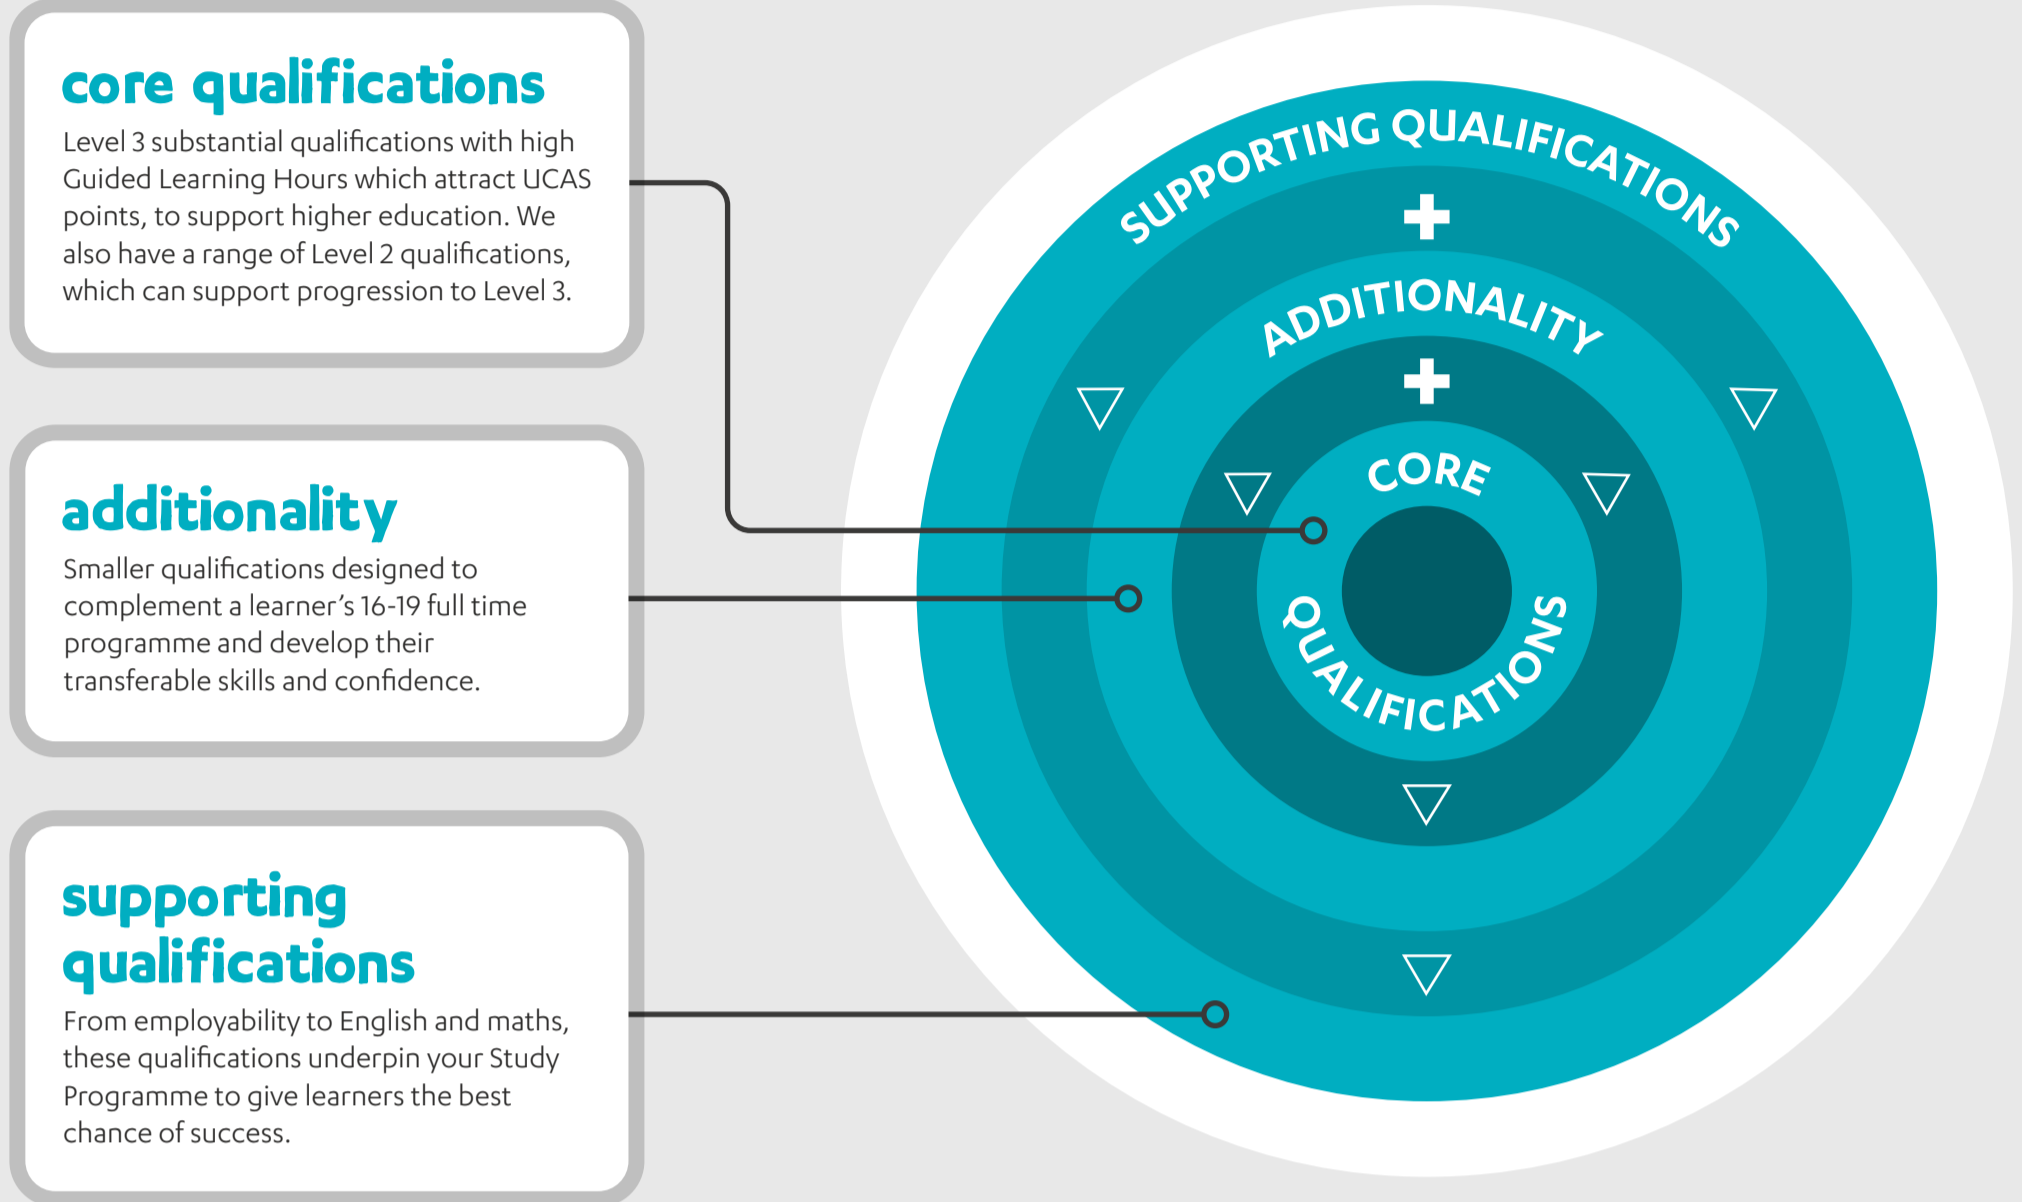 core qualifications
Level 3 substantial qualifications with high
Guided Learning Hours which attract UCAS
points, to support higher education. We
also have a range of Level 2 qualifications,
which can support progression to Level 3.
additionality
Smaller qualifications designed to
complement a learner’s 16-19 full time
programme and develop their
transferable skills and confidence.
supporting
qualifications
From employability to English and maths,
these qualifications underpin your Study
Programme to give learners the best
chance of success.
SUPPORTING QUALIFICATIONS
+
ADDITIONALITY
+
CORE
QUALIFICATIONS